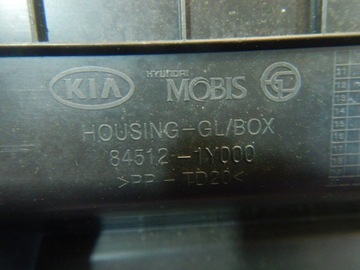 KIA
HYUNDAI
MOBIS
HOUSING-GL/BOX
84512-1Y000
>PP-TD20<